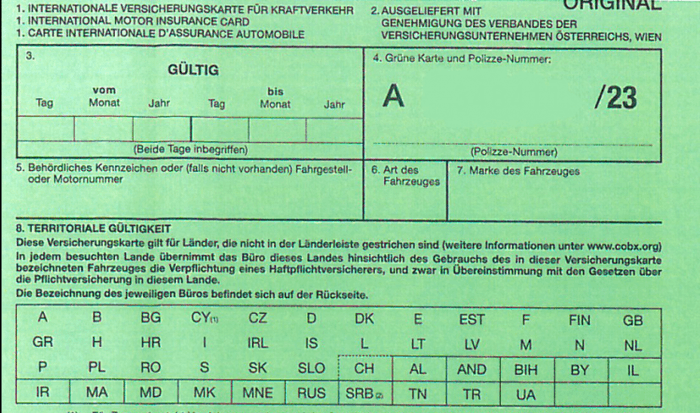 ORIGINAL
1. INTERNATIONALE VERSICHERUNGSKARTE FÜR KRAFTVERKEHR
1. INTERNATIONAL MOTOR INSURANCE CARD
1. CARTE INTERNATIONALE D'ASSURANCE AUTOMOBILE
2. AUSGELIEFERT MIT
GENEHMIGUNG DES VERBANDES DER
VERSICHERUNGSUNTERNEHMEN ÖSTERREICHS, WIEN
3.
GÜLTIG
vom bis
Tag Monat Jahr Tag Monat Jahr
(Beide Tage inbegriffen)
4. Grüne Karte und Polizze-Nummer:
A /23
(Polizze-Nummer)
5. Behördliches Kennzeichen oder (falls nicht vorhanden) Fahrgestell-
oder Motornummer
6. Art des
Fahrzeuges
7. Marke des Fahrzeuges
8. TERRITORIALE GÜLTIGKEIT
Diese Versicherungskarte gilt für Länder, die nicht in der Länderleiste gestrichen sind (weitere Informationen unter www.cobx.org)
In jedem besuchten Lande übernimmt das Büro dieses Landes hinsichtlich des Gebrauchs des in dieser Versicherungskarte
bezeichneten Fahrzeuges die Verpflichtung eines Haftpflichtversicherers, und zwar in Übereinstimmung mit den Gesetzen über
die Pflichtversicherung in diesem Lande.
Die Bezeichnung des jeweiligen Büros befindet sich auf der Rückseite.
A B BG CY(1) CZ D DK E EST F FIN GB
GR H HR I IRL IS L LT LV M N NL
P PL RO S SK SLO CH AL AND BIH BY IL
IR MA MD MK MNE RUS SRB(2) TN TR UA